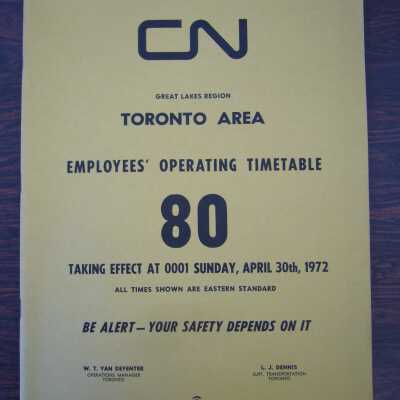 CN
GREAT LAKES REGION
TORONTO AREA
EMPLOYEES' OPERATING TIMETABLE
80
TAKING EFFECT AT 0001 SUNDAY, APRIL 30th, 1972
ALL TIMES SHOWN ARE EASTERN STANDARD
BE ALERT — YOUR SAFETY DEPENDS ON IT
W. T. VAN DEVENTER L. J. DENNIS
OPERATIONS MANAGER SUPT. TRANSPORTATION
TORONTO TORONTO